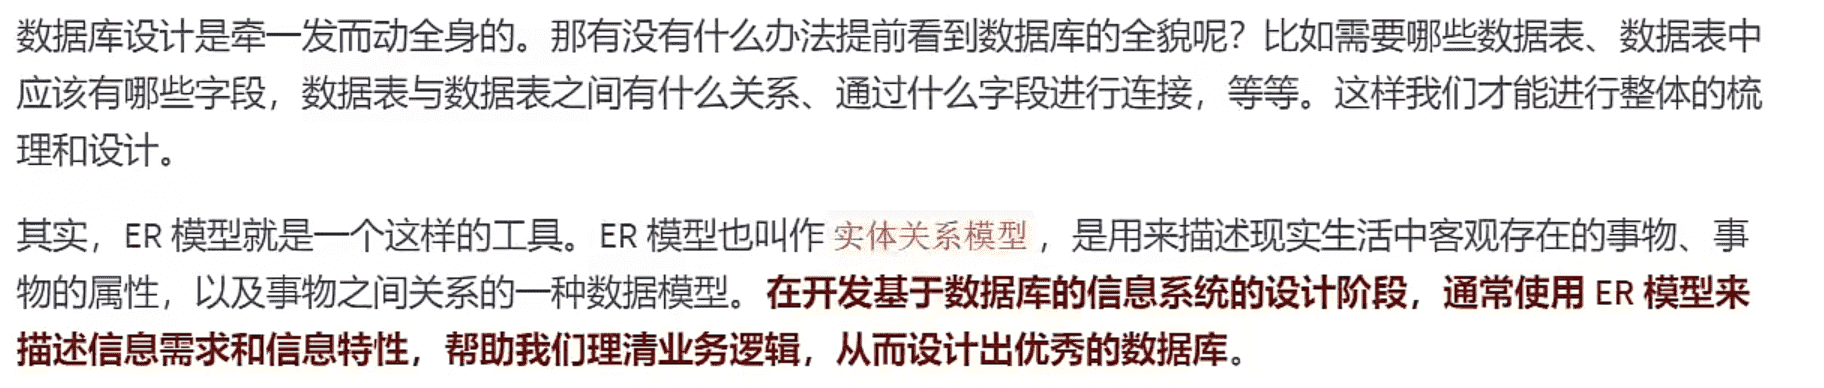 数据库设计是牵一发而动全身的。那有没有什么办法提前看到数据库的全貌呢？比如需要哪些数据表、数据表中
应该有哪些字段，数据表与数据表之间有什么关系、通过什么字段进行连接，等等。这样我们才能进行整体的梳
理和设计。
其实，ER 模型就是一个这样的工具。ER 模型也叫作 实体关系模型 ，是用来描述现实生活中客观存在的事物、事
物的属性，以及事物之间关系的一种数据模型。在开发基于数据库的信息系统的设计阶段，通常使用 ER 模型来
描述信息需求和信息特性，帮助我们理清业务逻辑，从而设计出优秀的数据库。